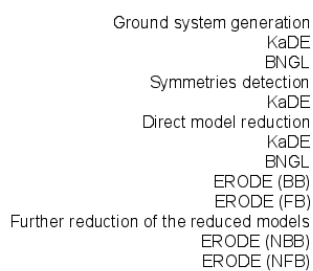 Ground system generation
KaDE
BNGL
Symmetries detection
KaDE
Direct model reduction
KaDE
BNGL
ERODE (BB)
ERODE (FB)
Further reduction of the reduced models
ERODE (NBB)
ERODE (NFB)